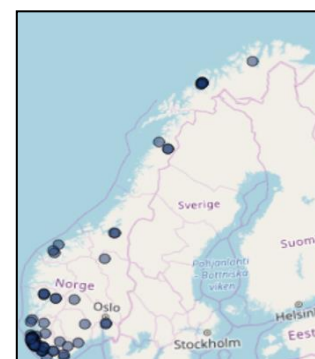 Sverige
Pohjanlahti
- Bottniska
viken
Suom
Norge
Oslo
Helsin
Stockholm
Eest